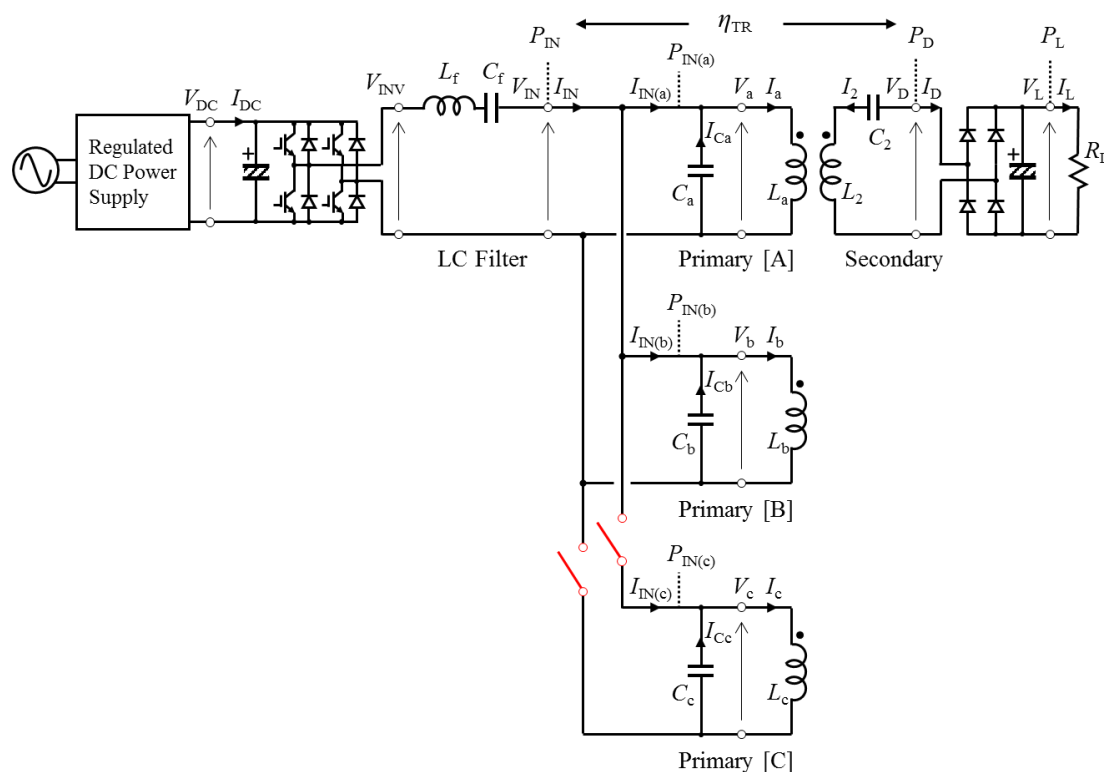 η_TR
P_IN
P_IN(a)
P_D
P_L
V_DC
I_DC
V_INV
L_f
C_f
V_IN
I_IN
I_IN(a)
V_a
I_a
I_2
V_D
I_D
V_L
I_L
Regulated
DC Power
Supply
+
I_Ca
C_a
L_a
L_2
C_2
+
LC Filter
Primary [A]
Secondary
P_IN(b)
I_IN(b)
V_b
I_b
I_Cb
C_b
L_b
Primary [B]
P_IN(c)
I_IN(c)
V_c
I_c
I_Cc
C_c
L_c
Primary [C]